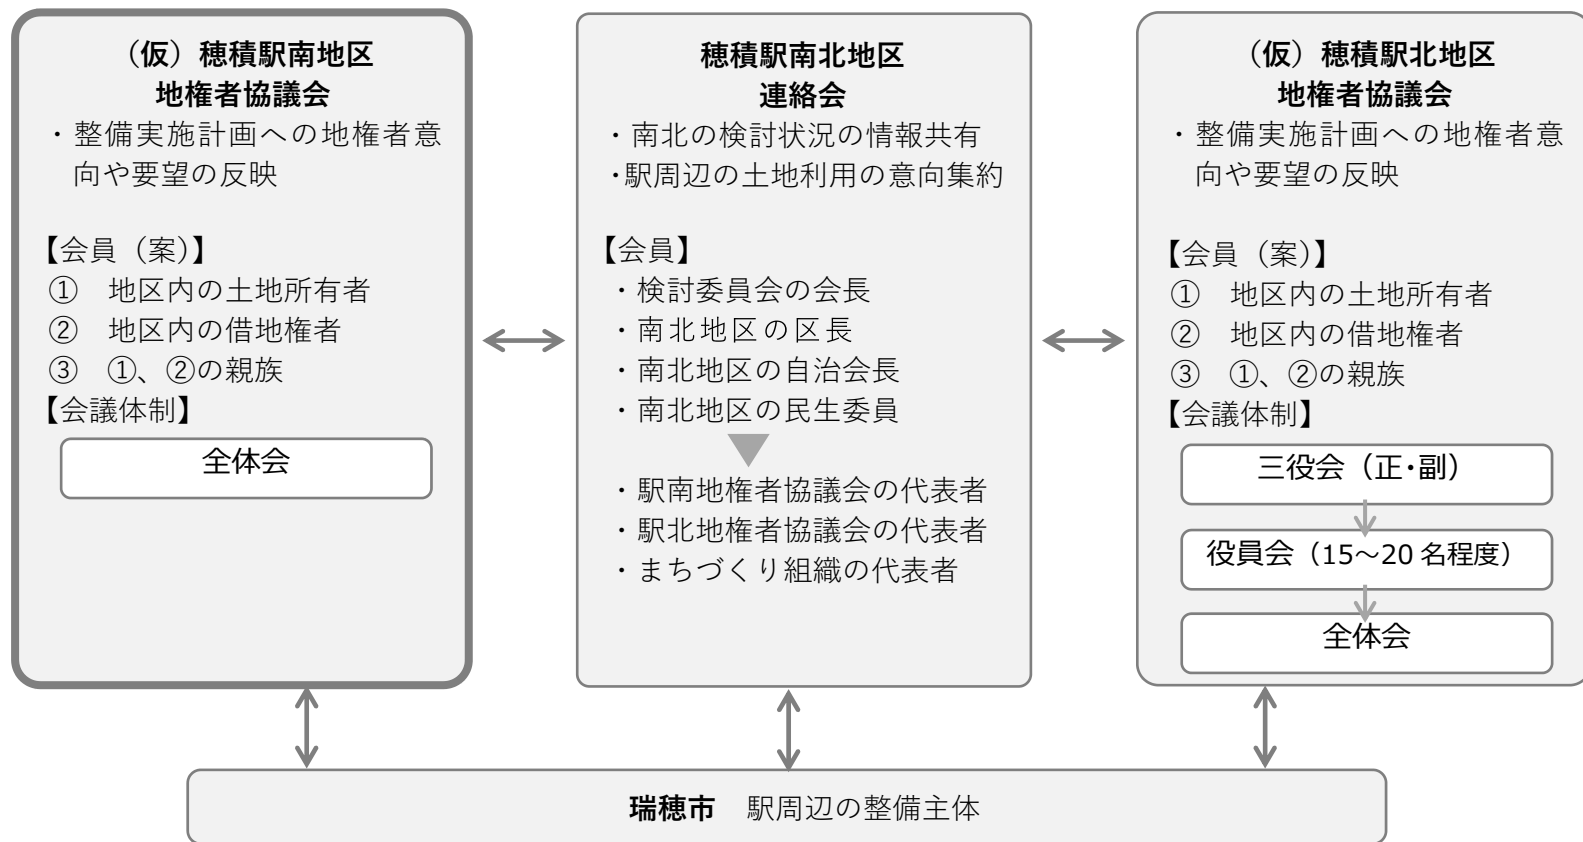 （仮）穂積駅南地区
地権者協議会
・整備実施計画への地権者意
向や要望の反映
【会員（案）】
①　地区内の土地所有者
②　地区内の借地権者
③　①、②の親族
【会議体制】
全体会
穂積駅南北地区
連絡会
・南北の検討状況の情報共有
・駅周辺の土地利用の意向集約
【会員】
・検討委員会の会長
・南北地区の区長
・南北地区の自治会長
・南北地区の民生委員
・駅南地権者協議会の代表者
・駅北地権者協議会の代表者
・まちづくり組織の代表者
（仮）穂積駅北地区
地権者協議会
・整備実施計画への地権者意
向や要望の反映
【会員（案）】
①　地区内の土地所有者
②　地区内の借地権者
③　①、②の親族
【会議体制】
三役会（正・副）
役員会（15～20 名程度）
全体会
瑞穂市　駅周辺の整備主体